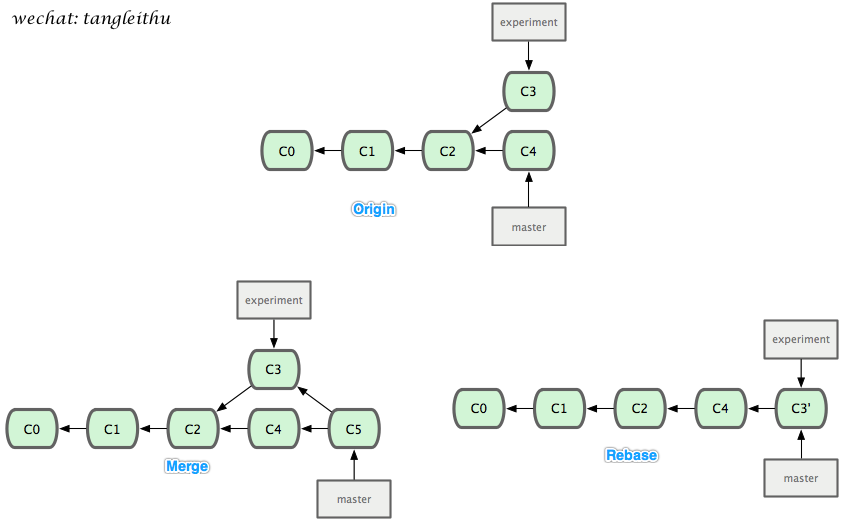 wechat: tangleithu
experiment
C3
C0 C1 C2 C4
Origin
master
experiment
C3
C0 C1 C2 C4 C5
Merge
master
experiment
C0 C1 C2 C4 C3'
Rebase
master